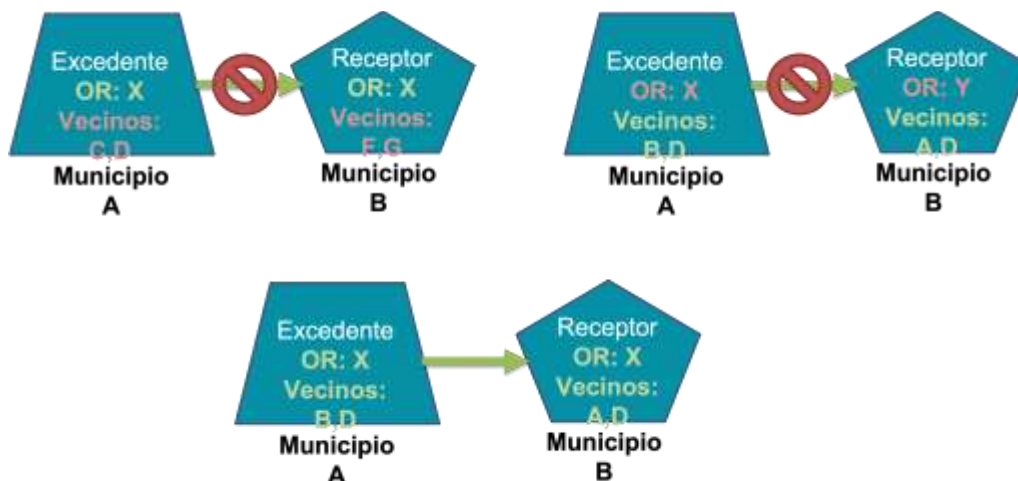 Excedente
OR: X
Vecinos:
C,D
Municipio
A
Receptor
OR: X
Vecinos:
F,G
Municipio
B
Excedente
OR: X
Vecinos:
B,D
Municipio
A
Receptor
OR: Y
Vecinos:
A,D
Municipio
B
Excedente
OR: X
Vecinos:
B,D
Municipio
A
Receptor
OR: X
Vecinos:
A,D
Municipio
B